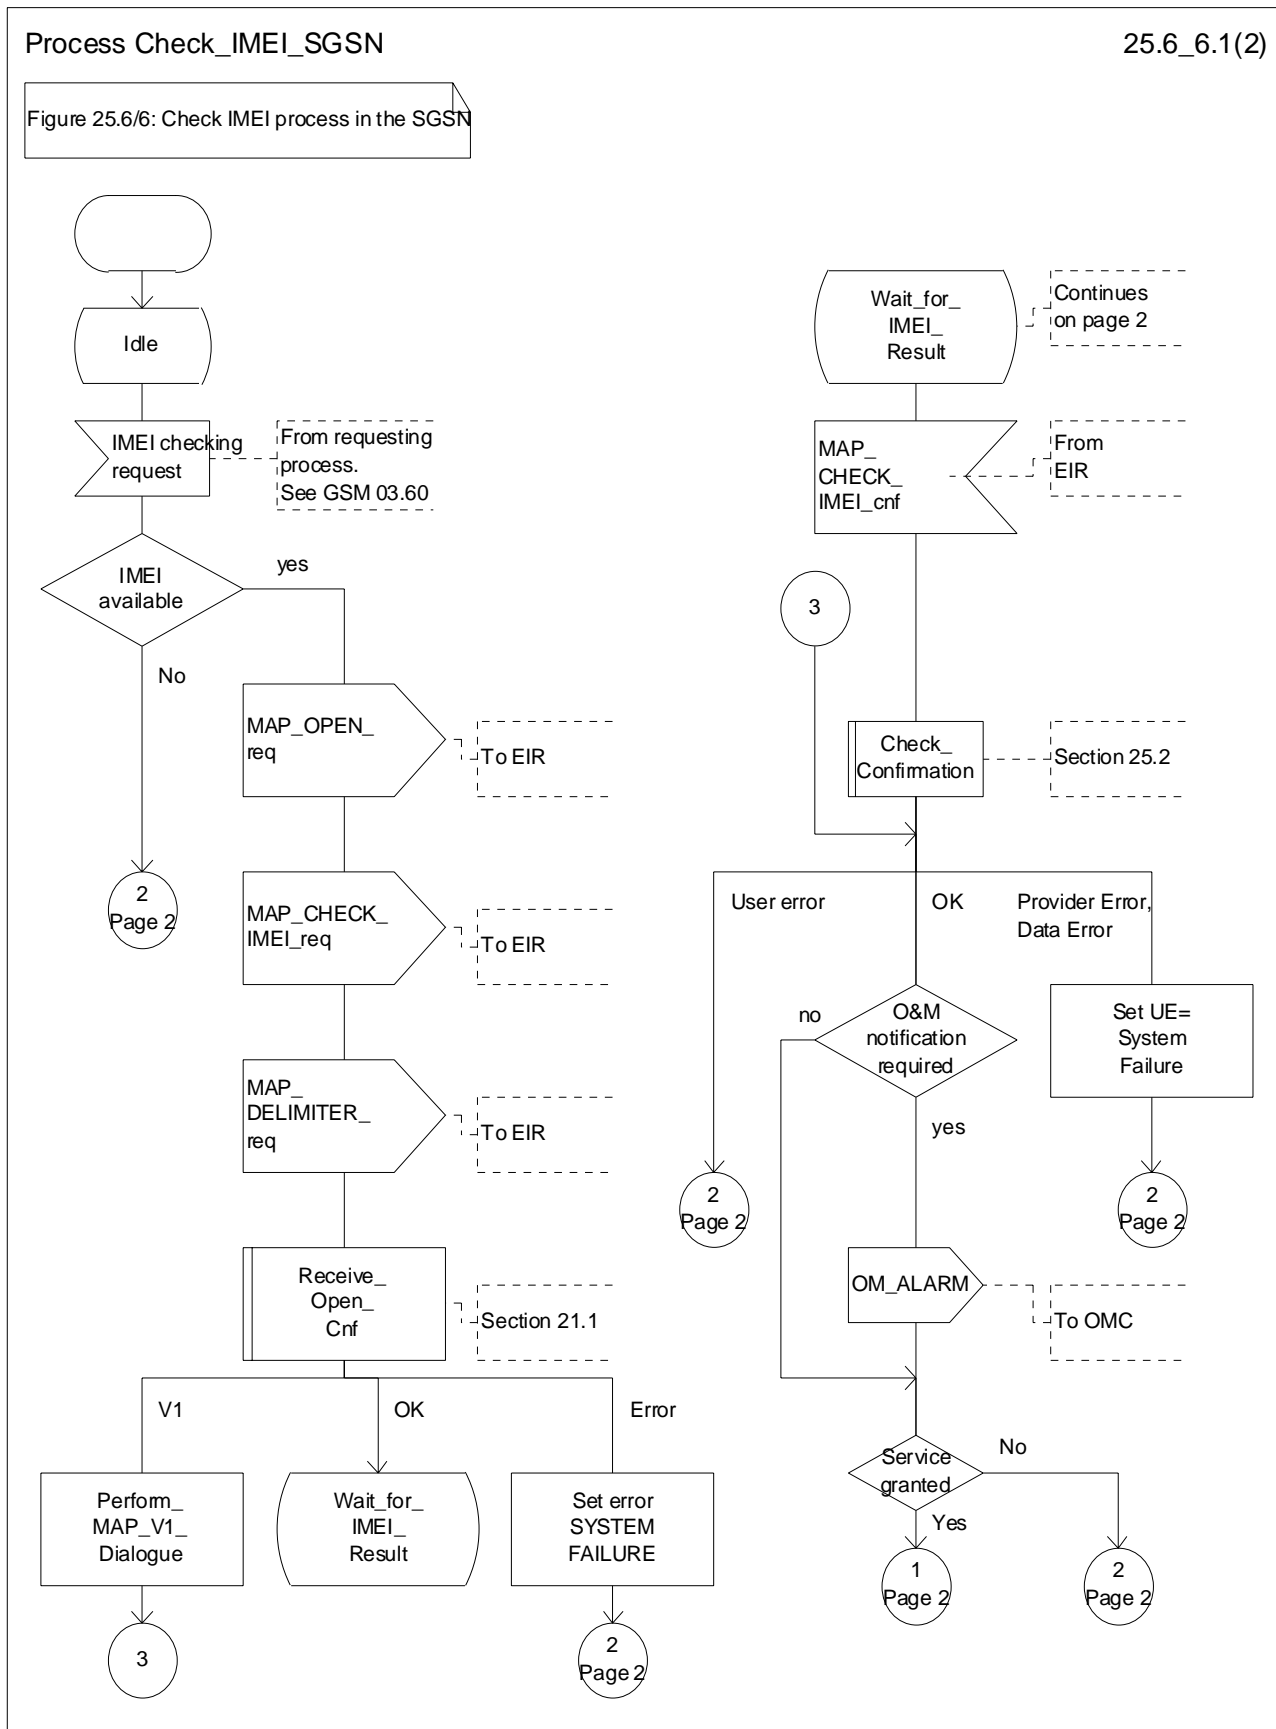 Process Check_IMEI_SGSN
25.6_6.1(2)
Figure 25.6/6: Check IMEI process in the SGSN
Idle
IMEI checking
request
From requesting
process.
See GSM 03.60
IMEI
available
yes
No
2
Page 2
MAP_OPEN_
req
To EIR
MAP_CHECK_
IMEI_req
To EIR
MAP_
DELIMITER_
req
To EIR
Receive_
Open_
Cnf
Section 21.1
V1
OK
Error
Perform_
MAP_V1_
Dialogue
Wait_for_
IMEI_
Result
Set error
SYSTEM
FAILURE
3
2
Page 2
Wait_for_
IMEI_
Result
Continues
on page 2
MAP_
CHECK_
IMEI_cnf
From
EIR
3
Check_
Confirmation
Section 25.2
User error
OK
Provider Error,
Data Error
no
O&M
notification
required
Set UE=
System
Failure
yes
2
Page 2
2
Page 2
OM_ALARM
To OMC
Service
granted
No
Yes
1
Page 2
2
Page 2